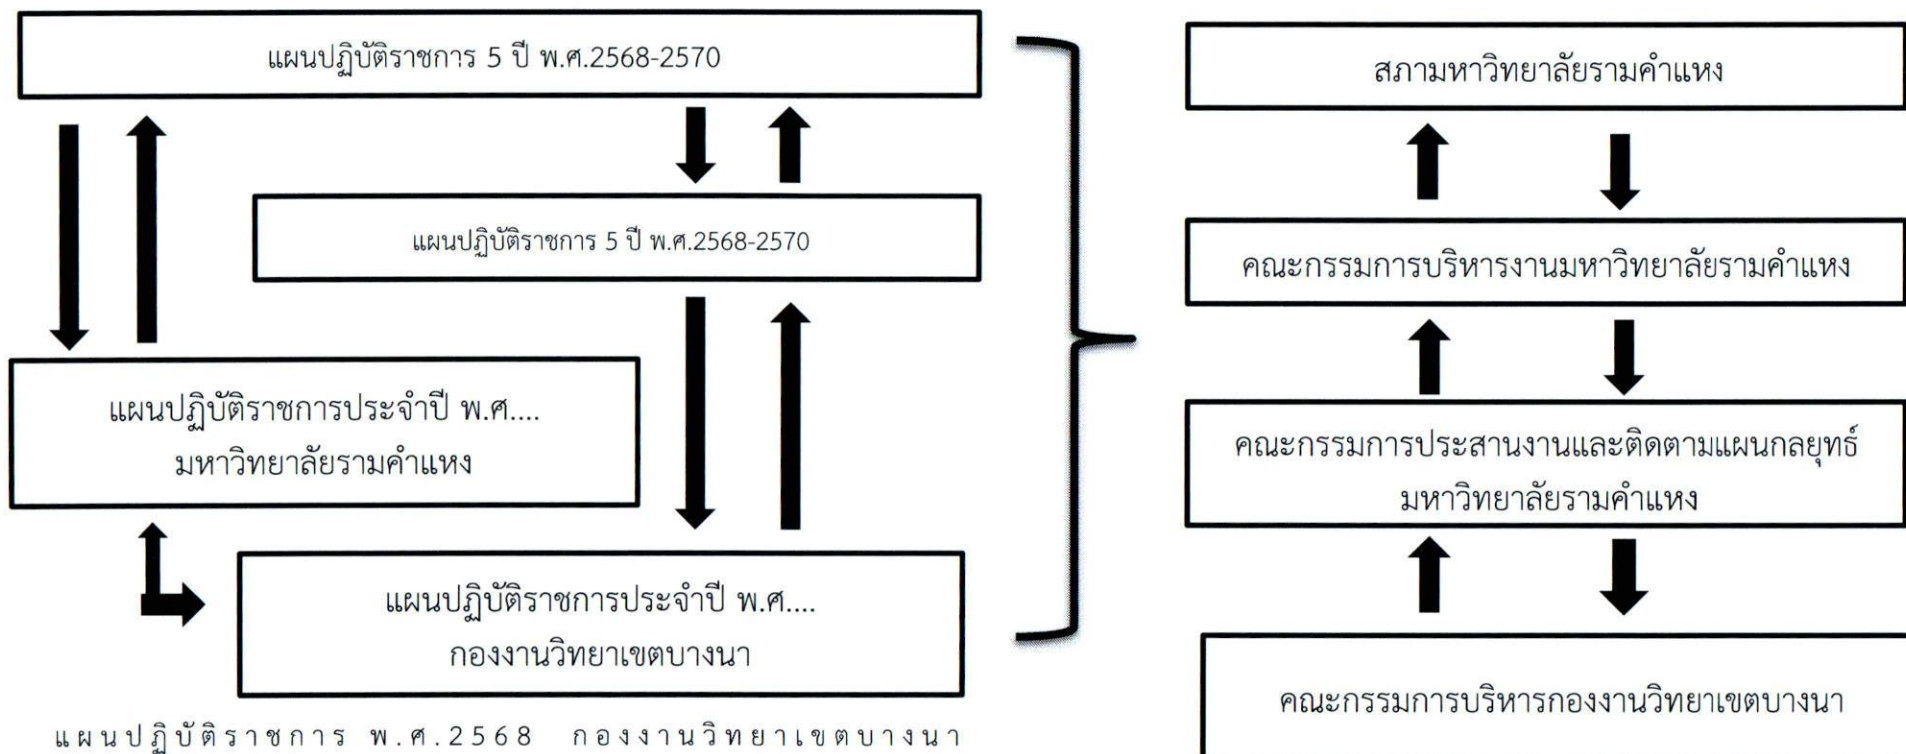 แผนปฏิบัติราชการ 5 ปี พ.ศ.2568-2570
แผนปฏิบัติราชการ 5 ปี พ.ศ.2568-2570
แผนปฏิบัติราชการประจำปี พ.ศ....
มหาวิทยาลัยรามคำแหง
แผนปฏิบัติราชการประจำปี พ.ศ....
กองงานวิทยาเขตบางนา
แผนปฏิบัติราชการ พ.ศ.2568 กองงานวิทยาเขตบางนา
สภามหาวิทยาลัยรามคำแหง
คณะกรรมการบริหารงานมหาวิทยาลัยรามคำแหง
คณะกรรมการประสานงานและติดตามแผนกลยุทธ์
มหาวิทยาลัยรามคำแหง
คณะกรรมการบริหารกองงานวิทยาเขตบางนา